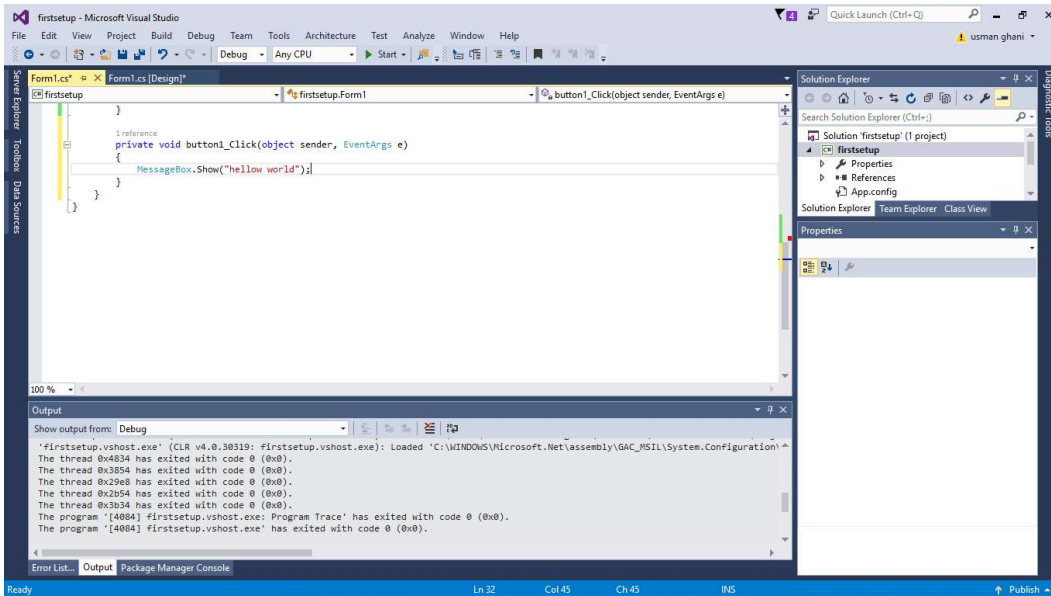 firstsetup - Microsoft Visual Studio
4
Quick Launch (Ctrl+Q)
File Edit View Project Build Debug Team Tools Architecture Test Analyze Window Help
usman ghani
Debug Any CPU Start
Server Explorer
Toolbox
Data Sources
Form1.cs* Form1.cs [Design]*
C# firstsetup
firstsetup.Form1
button1_Click(object sender, EventArgs e)
}
1 reference
private void button1_Click(object sender, EventArgs e)
{
MessageBox.Show("hellow world");
}
}
}
100 %
Output
Show output from: Debug
'firstsetup.vshost.exe' (CLR v4.0.30319: firstsetup.vshost.exe): Loaded 'C:\WINDOWS\Microsoft.Net\assembly\GAC_MSIL\System.Configuration\
The thread 0x4834 has exited with code 0 (0x0).
The thread 0x3854 has exited with code 0 (0x0).
The thread 0x29e8 has exited with code 0 (0x0).
The thread 0x2b54 has exited with code 0 (0x0).
The thread 0x3b34 has exited with code 0 (0x0).
The program '[4084] firstsetup.vshost.exe: Program Trace' has exited with code 0 (0x0).
The program '[4084] firstsetup.vshost.exe' has exited with code 0 (0x0).
Error List... Output Package Manager Console
Solution Explorer
Search Solution Explorer (Ctrl+;)
Solution 'firstsetup' (1 project)
C# firstsetup
Properties
References
App.config
Solution Explorer Team Explorer Class View
Properties
Diagnostic Tools
Ready Ln 32 Col 45 Ch 45 INS Publish